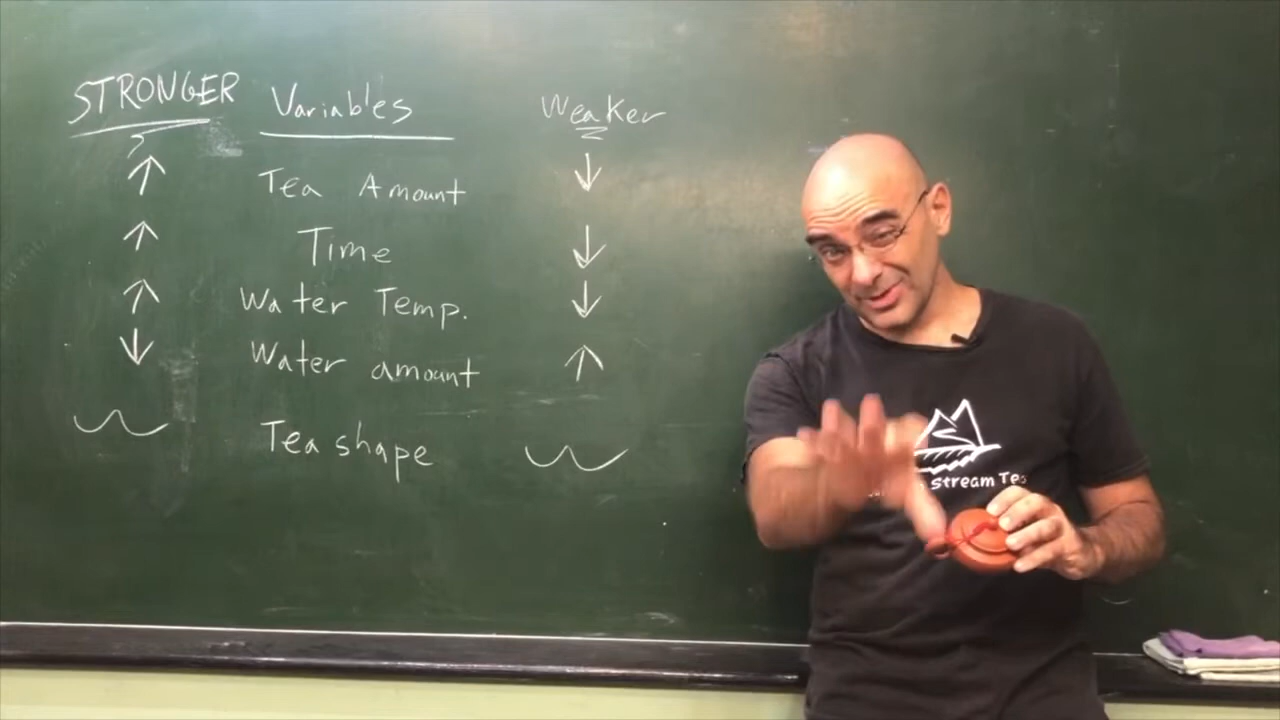 STRONGER Variables Weaker
↑ Tea Amount ↓
↑ Time ↓
↑ Water Temp. ↓
↓ Water amount ↑
Tea shape
Stream Tea